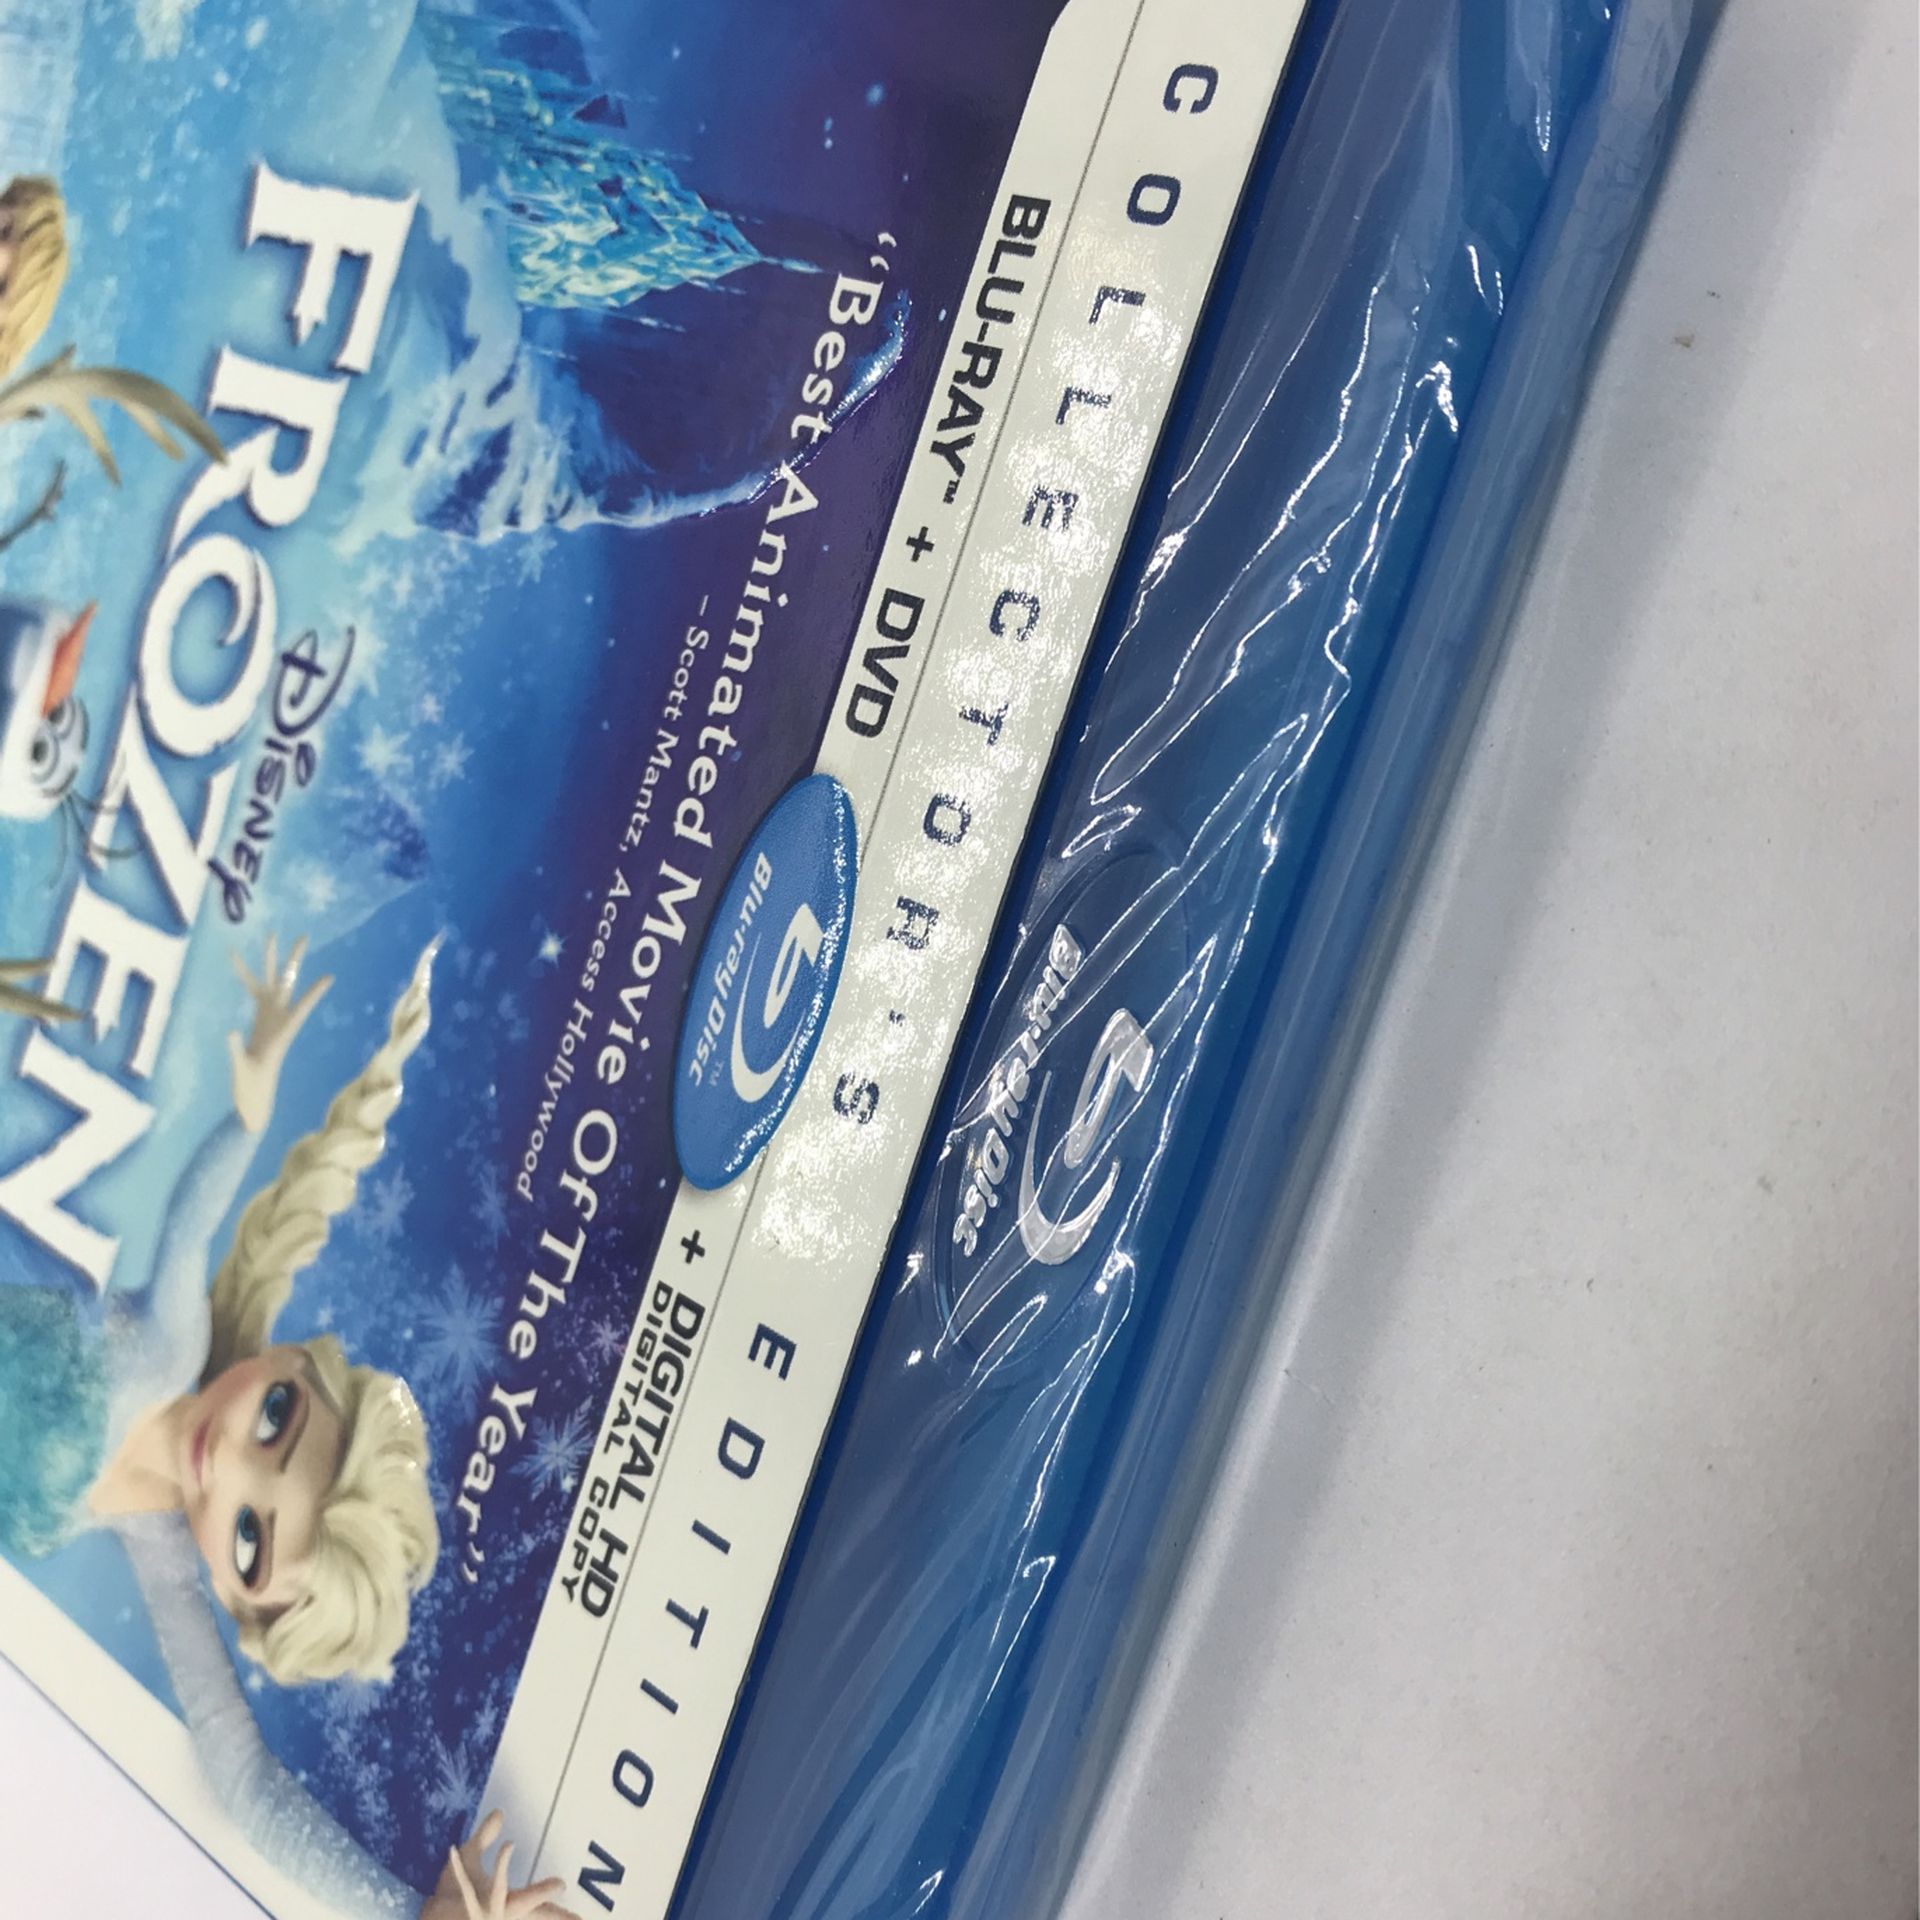 Blu-ray Disc
COLLECTOR'S EDITION
BLU-RAY™ + DVD
Blu-ray Disc™
+ DIGITAL HD
DIGITAL COPY
“Best Animated Movie Of The Year”
–Scott Mantz, Access Hollywood
Disney
FROZEN